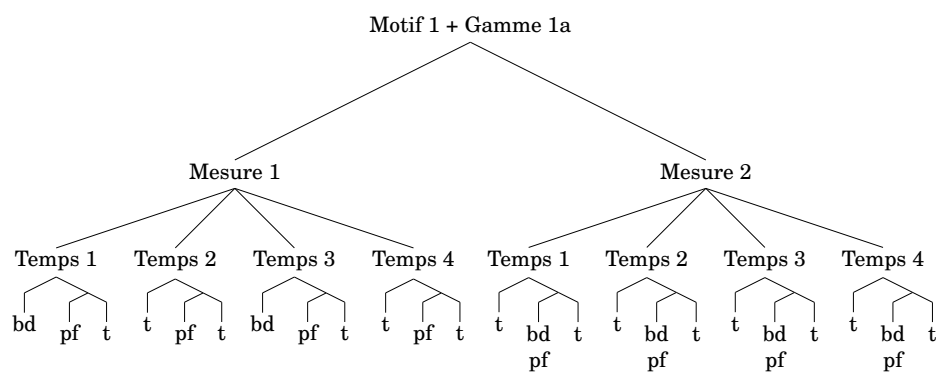 Motif 1 + Gamme 1a
Mesure 1 Mesure 2
Temps 1 Temps 2 Temps 3 Temps 4 Temps 1 Temps 2 Temps 3 Temps 4
bd pf t t pf t bd pf t t pf t t bd t t bd t t bd t t bd t
pf pf pf pf